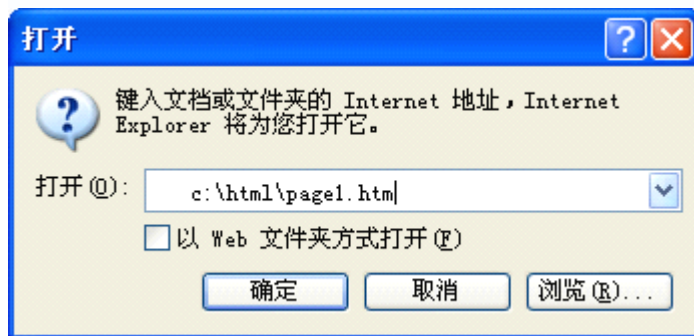 打开
键入文档或文件夹的 Internet 地址，Internet
Explorer 将为您打开它。
打开(O):
c:\html\page1.htm
以 Web 文件夹方式打开(F)
确定
取消
浏览(R)...